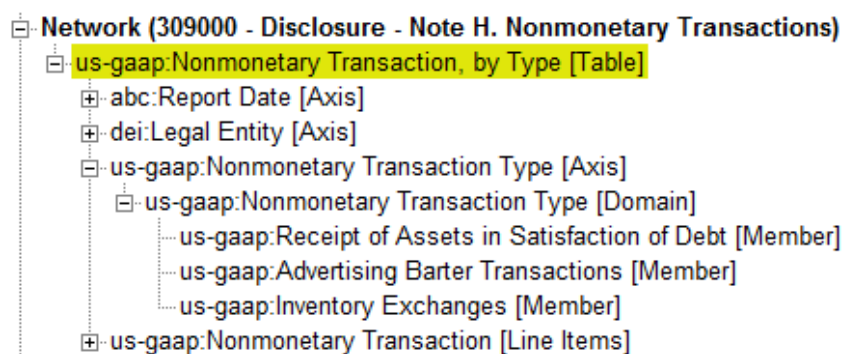 Network (309000 - Disclosure - Note H. Nonmonetary Transactions)
us-gaap:Nonmonetary Transaction, by Type [Table]
abc:Report Date [Axis]
dei:Legal Entity [Axis]
us-gaap:Nonmonetary Transaction Type [Axis]
us-gaap:Nonmonetary Transaction Type [Domain]
us-gaap:Receipt of Assets in Satisfaction of Debt [Member]
us-gaap:Advertising Barter Transactions [Member]
us-gaap:Inventory Exchanges [Member]
us-gaap:Nonmonetary Transaction [Line Items]